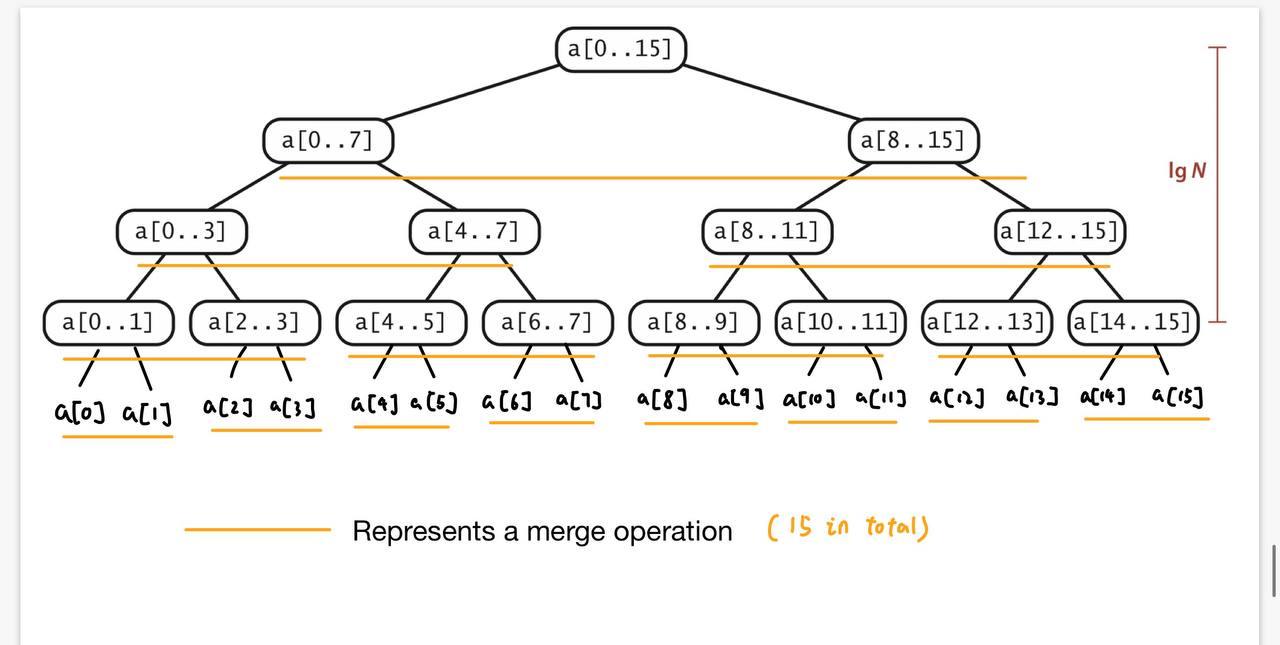 a[0..15]
a[0..7] a[8..15]
lg N
a[0..3] a[4..7] a[8..11] a[12..15]
a[0..1] a[2..3] a[4..5] a[6..7] a[8..9] a[10..11] a[12..13] a[14..15]
a[0] a[1] a[2] a[3] a[4] a[5] a[6] a[7] a[8] a[9] a[10] a[11] a[12] a[13] a[14] a[15]
Represents a merge operation (15 in total)